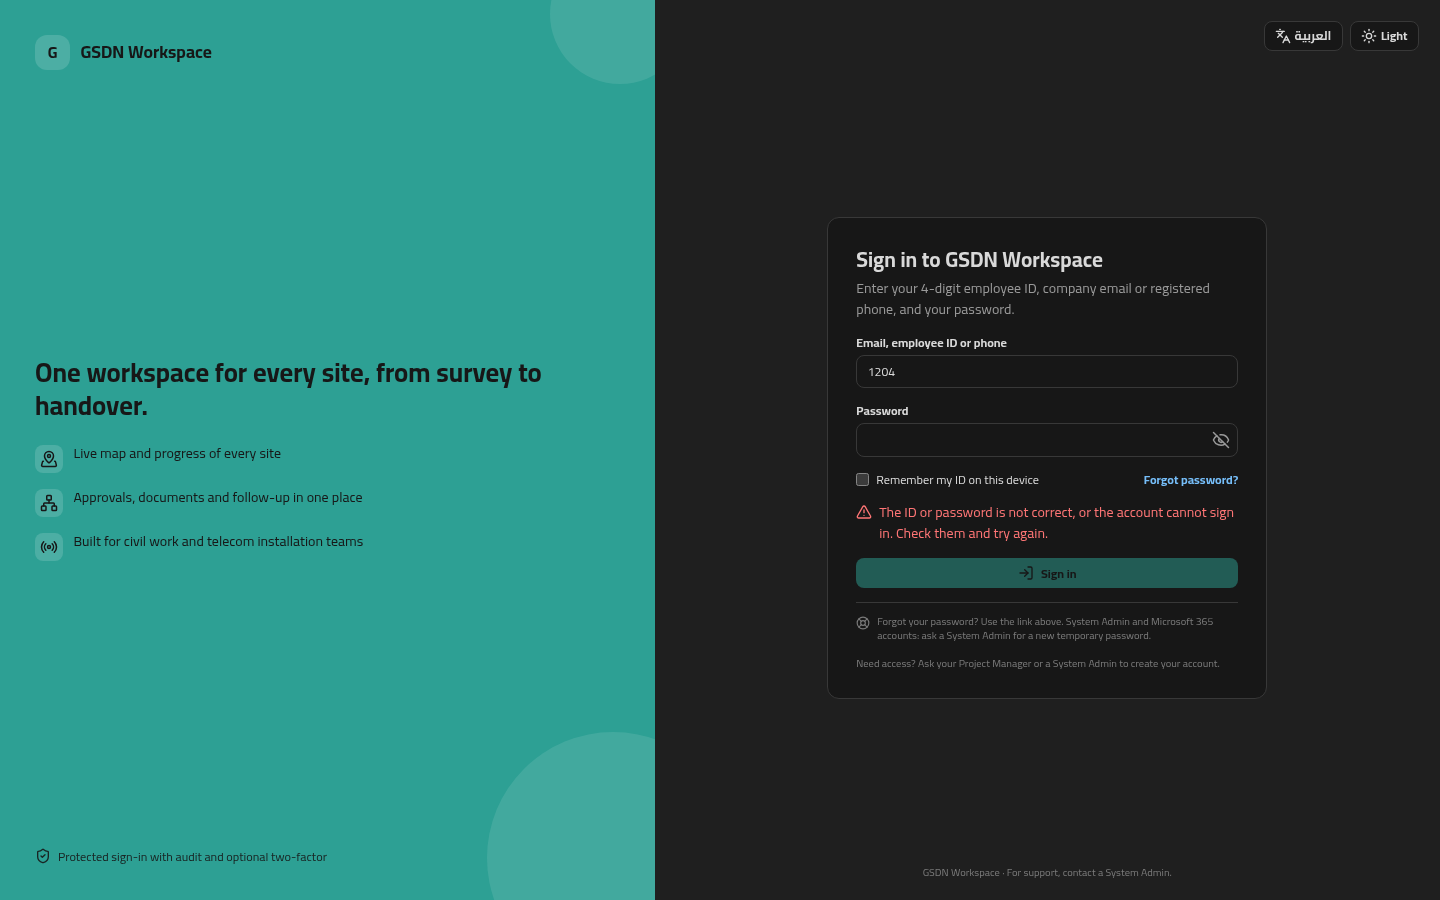 G
GSDN Workspace
One workspace for every site, from survey to
handover.
Live map and progress of every site
Approvals, documents and follow-up in one place
Built for civil work and telecom installation teams
Protected sign-in with audit and optional two-factor
العربية
Light
Sign in to GSDN Workspace
Enter your 4-digit employee ID, company email or registered
phone, and your password.
Email, employee ID or phone
1204
Password
Remember my ID on this device
Forgot password?
The ID or password is not correct, or the account cannot sign
in. Check them and try again.
Sign in
Forgot your password? Use the link above. System Admin and Microsoft 365
accounts: ask a System Admin for a new temporary password.
Need access? Ask your Project Manager or a System Admin to create your account.
GSDN Workspace · For support, contact a System Admin.